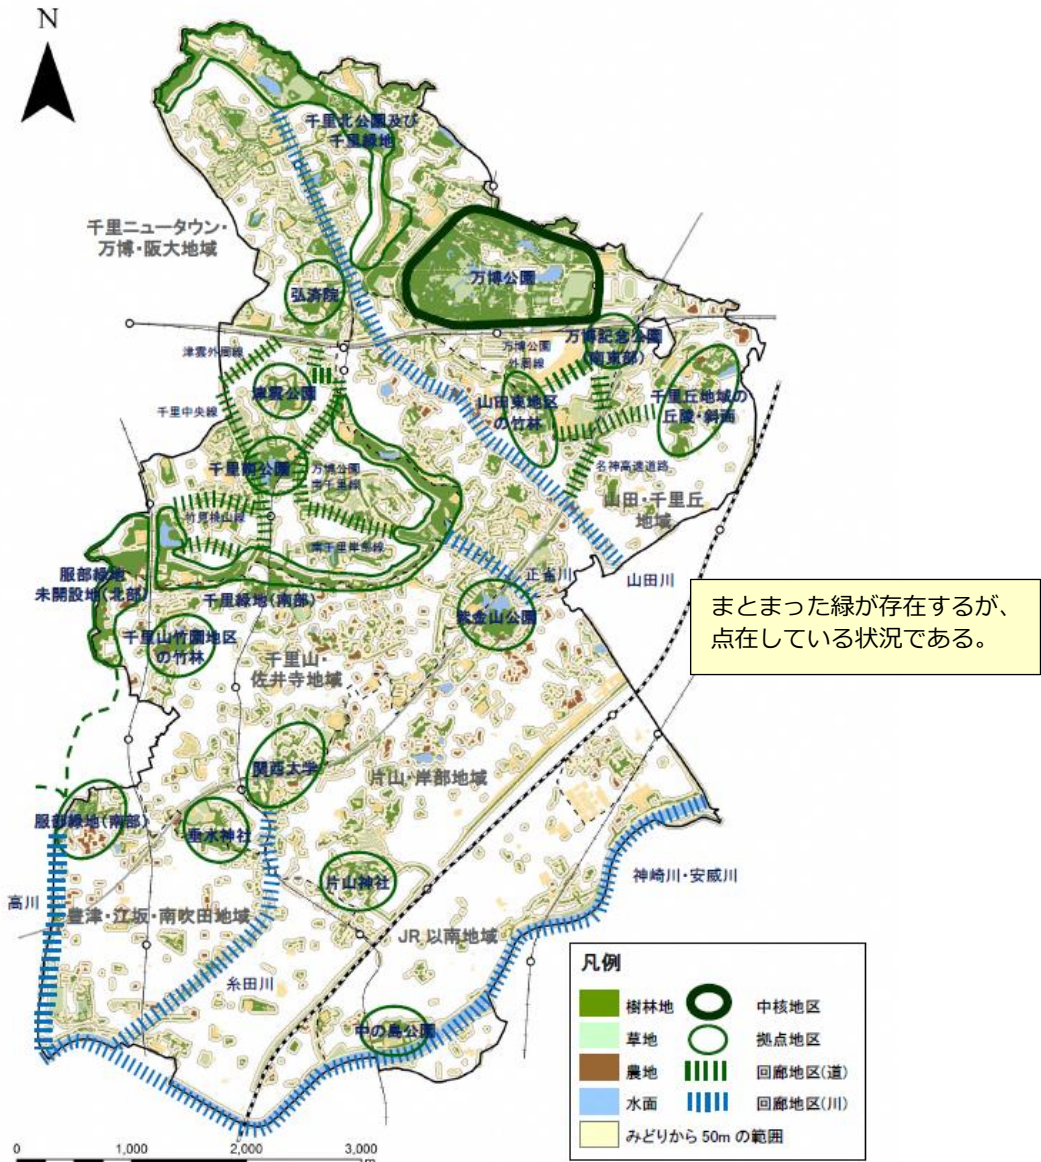 N
千里北公園及び
千里緑地
千里ニュータウン・
万博・阪大地域
万博公園
弘済院
津雲外周線
万博公園
外周線
万博記念公園
(南東部)
津雲公園
千里中央線
山田東地区
の竹林
千里丘地域の
丘陵・斜面
千里南公園
万博公園
南千里線
名神高速道路
山田・千里丘
地域
竹見桃山線
南千里岸部線
服部緑地
未開設地(北部)
千里緑地(南部)
正雀川
山田川
まとまった緑が存在するが、
点在している状況である。
紫金山公園
千里山竹園地区
の竹林
千里山・
佐井寺地域
関西大学
片山・岸部地域
服部緑地(南部)
垂水神社
片山神社
神崎川・安威川
高川
豊津・江坂・南吹田地域
JR 以南地域
糸田川
中の島公園
凡例
樹林地 中核地区
草地 拠点地区
農地 回廊地区(道)
水面 回廊地区(川)
みどりから 50m の範囲
0 1,000 2,000 3,000
m